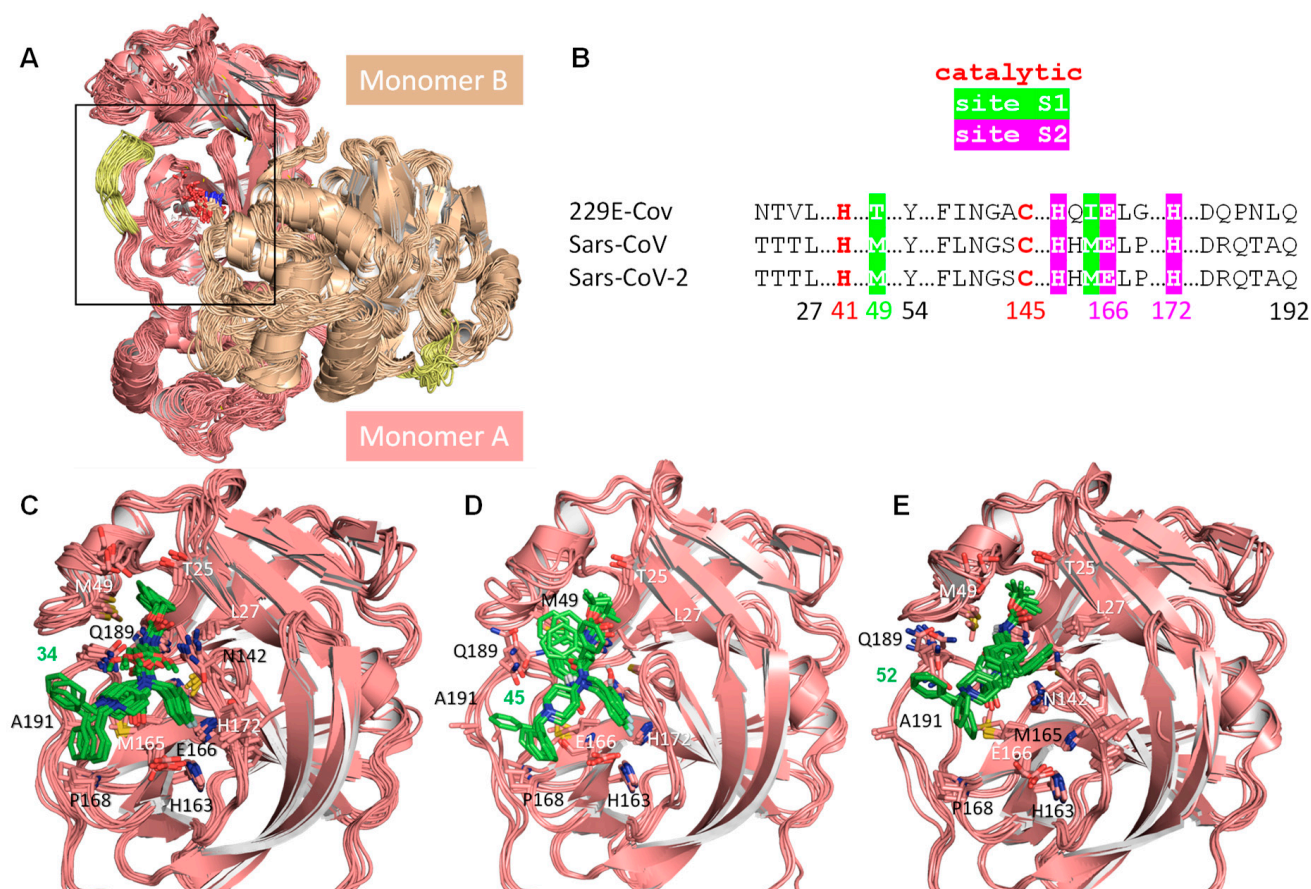 A
Monomer B
Monomer A
B
catalytic
site S1
site S2
229E-Cov NTVL...H...T...Y...FINGAC...HQIELG...H...DQPNLQ
Sars-CoV TTTL...H...M...Y...FLNGSC...HHMELP...H...DRQTAQ
Sars-CoV-2 TTTL...H...M...Y...FLNGSC...HHMELP...H...DRQTAQ
27 41 49 54 145 166 172 192
C
M49
T25
L27
Q189
34
N142
A191
H172
M165
E166
P168
H163
D
T25
M49
L27
Q189
45
A191
E166
H172
P168
H163
E
T25
M49
L27
Q189
52
N142
A191
M165
E166
P168
H163